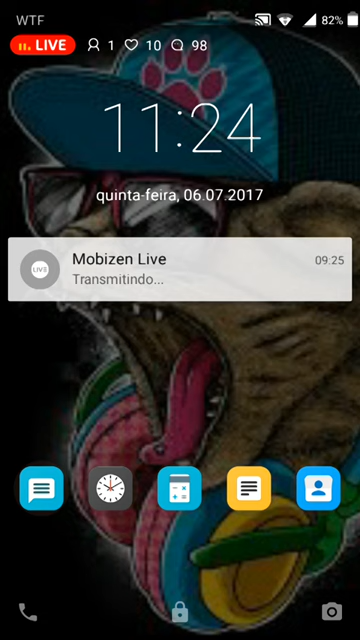 WTF 82%
LIVE 1 10 98
11:24
quinta-feira, 06.07.2017
LIVE Mobizen Live 09:25
Transmitindo...